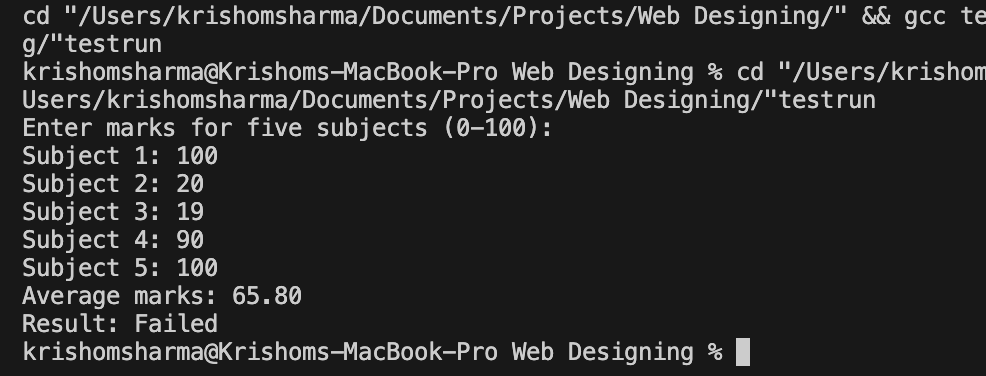 cd "/Users/krishomsharma/Documents/Projects/Web Designing/" && gcc te
g/"testrun
krishomsharma@Krishoms-MacBook-Pro Web Designing % cd "/Users/krishom
Users/krishomsharma/Documents/Projects/Web Designing/"testrun
Enter marks for five subjects (0-100):
Subject 1: 100
Subject 2: 20
Subject 3: 19
Subject 4: 90
Subject 5: 100
Average marks: 65.80
Result: Failed
krishomsharma@Krishoms-MacBook-Pro Web Designing %